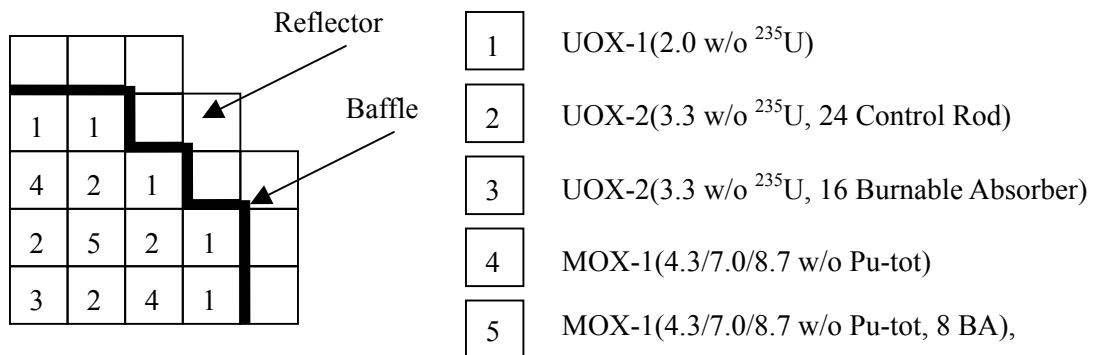 Reflector
Baffle
1 1
4 2 1
2 5 2 1
3 2 4 1
1 UOX-1(2.0 w/o ²³⁵U)
2 UOX-2(3.3 w/o ²³⁵U, 24 Control Rod)
3 UOX-2(3.3 w/o ²³⁵U, 16 Burnable Absorber)
4 MOX-1(4.3/7.0/8.7 w/o Pu-tot)
5 MOX-1(4.3/7.0/8.7 w/o Pu-tot, 8 BA),